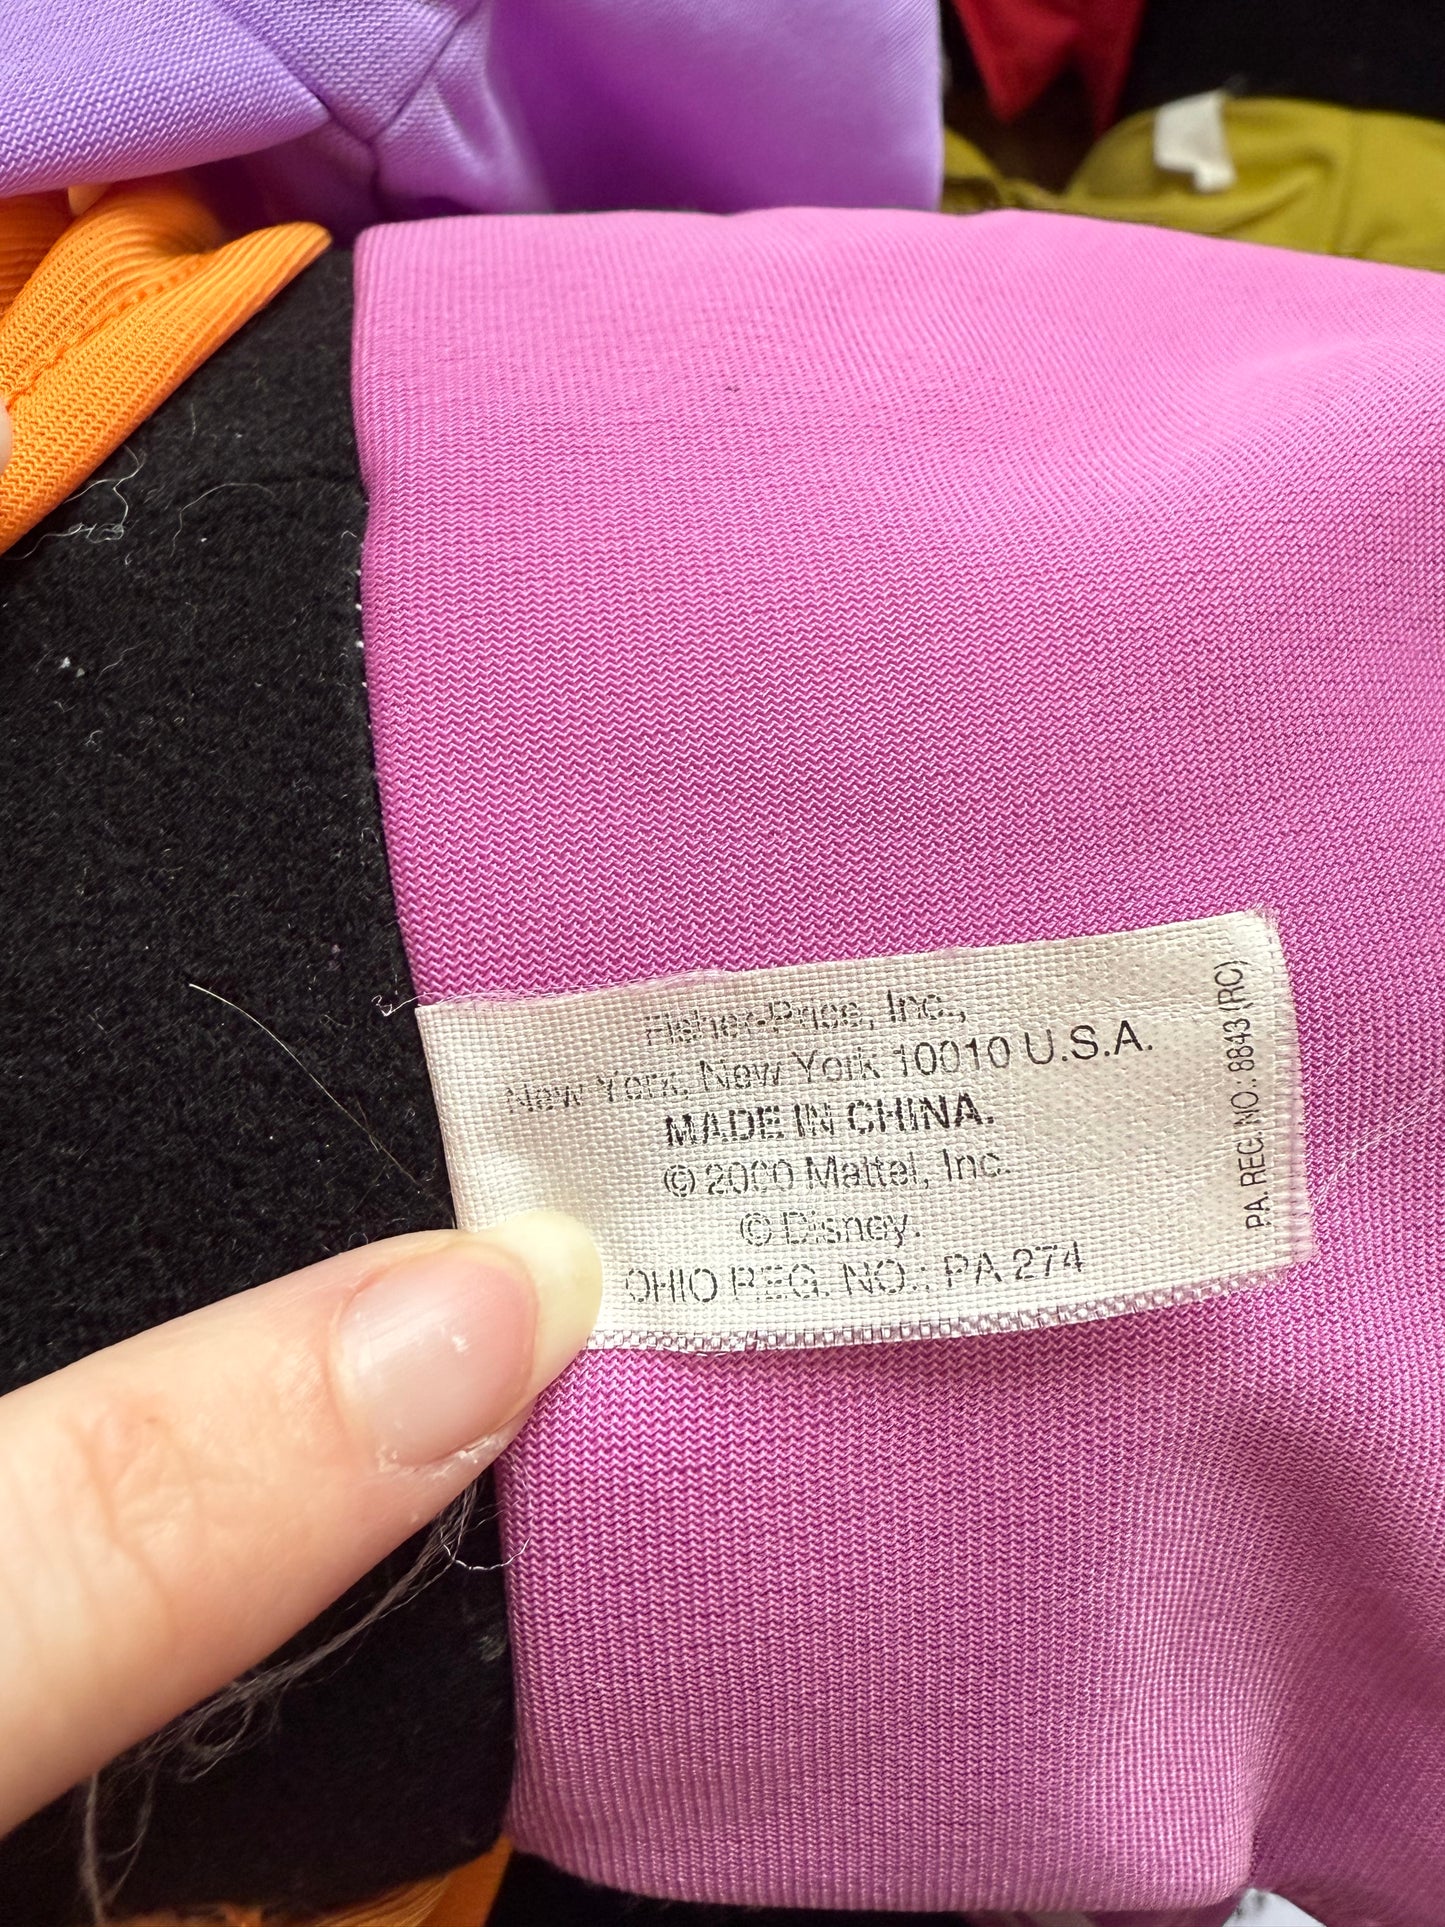 Fisher-Price, Inc.,
New York, New York 10010 U.S.A.
MADE IN CHINA.
© 2000 Mattel, Inc.
© Disney.
OHIO REG. NO.: PA 274
PA. REG. NO.: 8843 (RC)